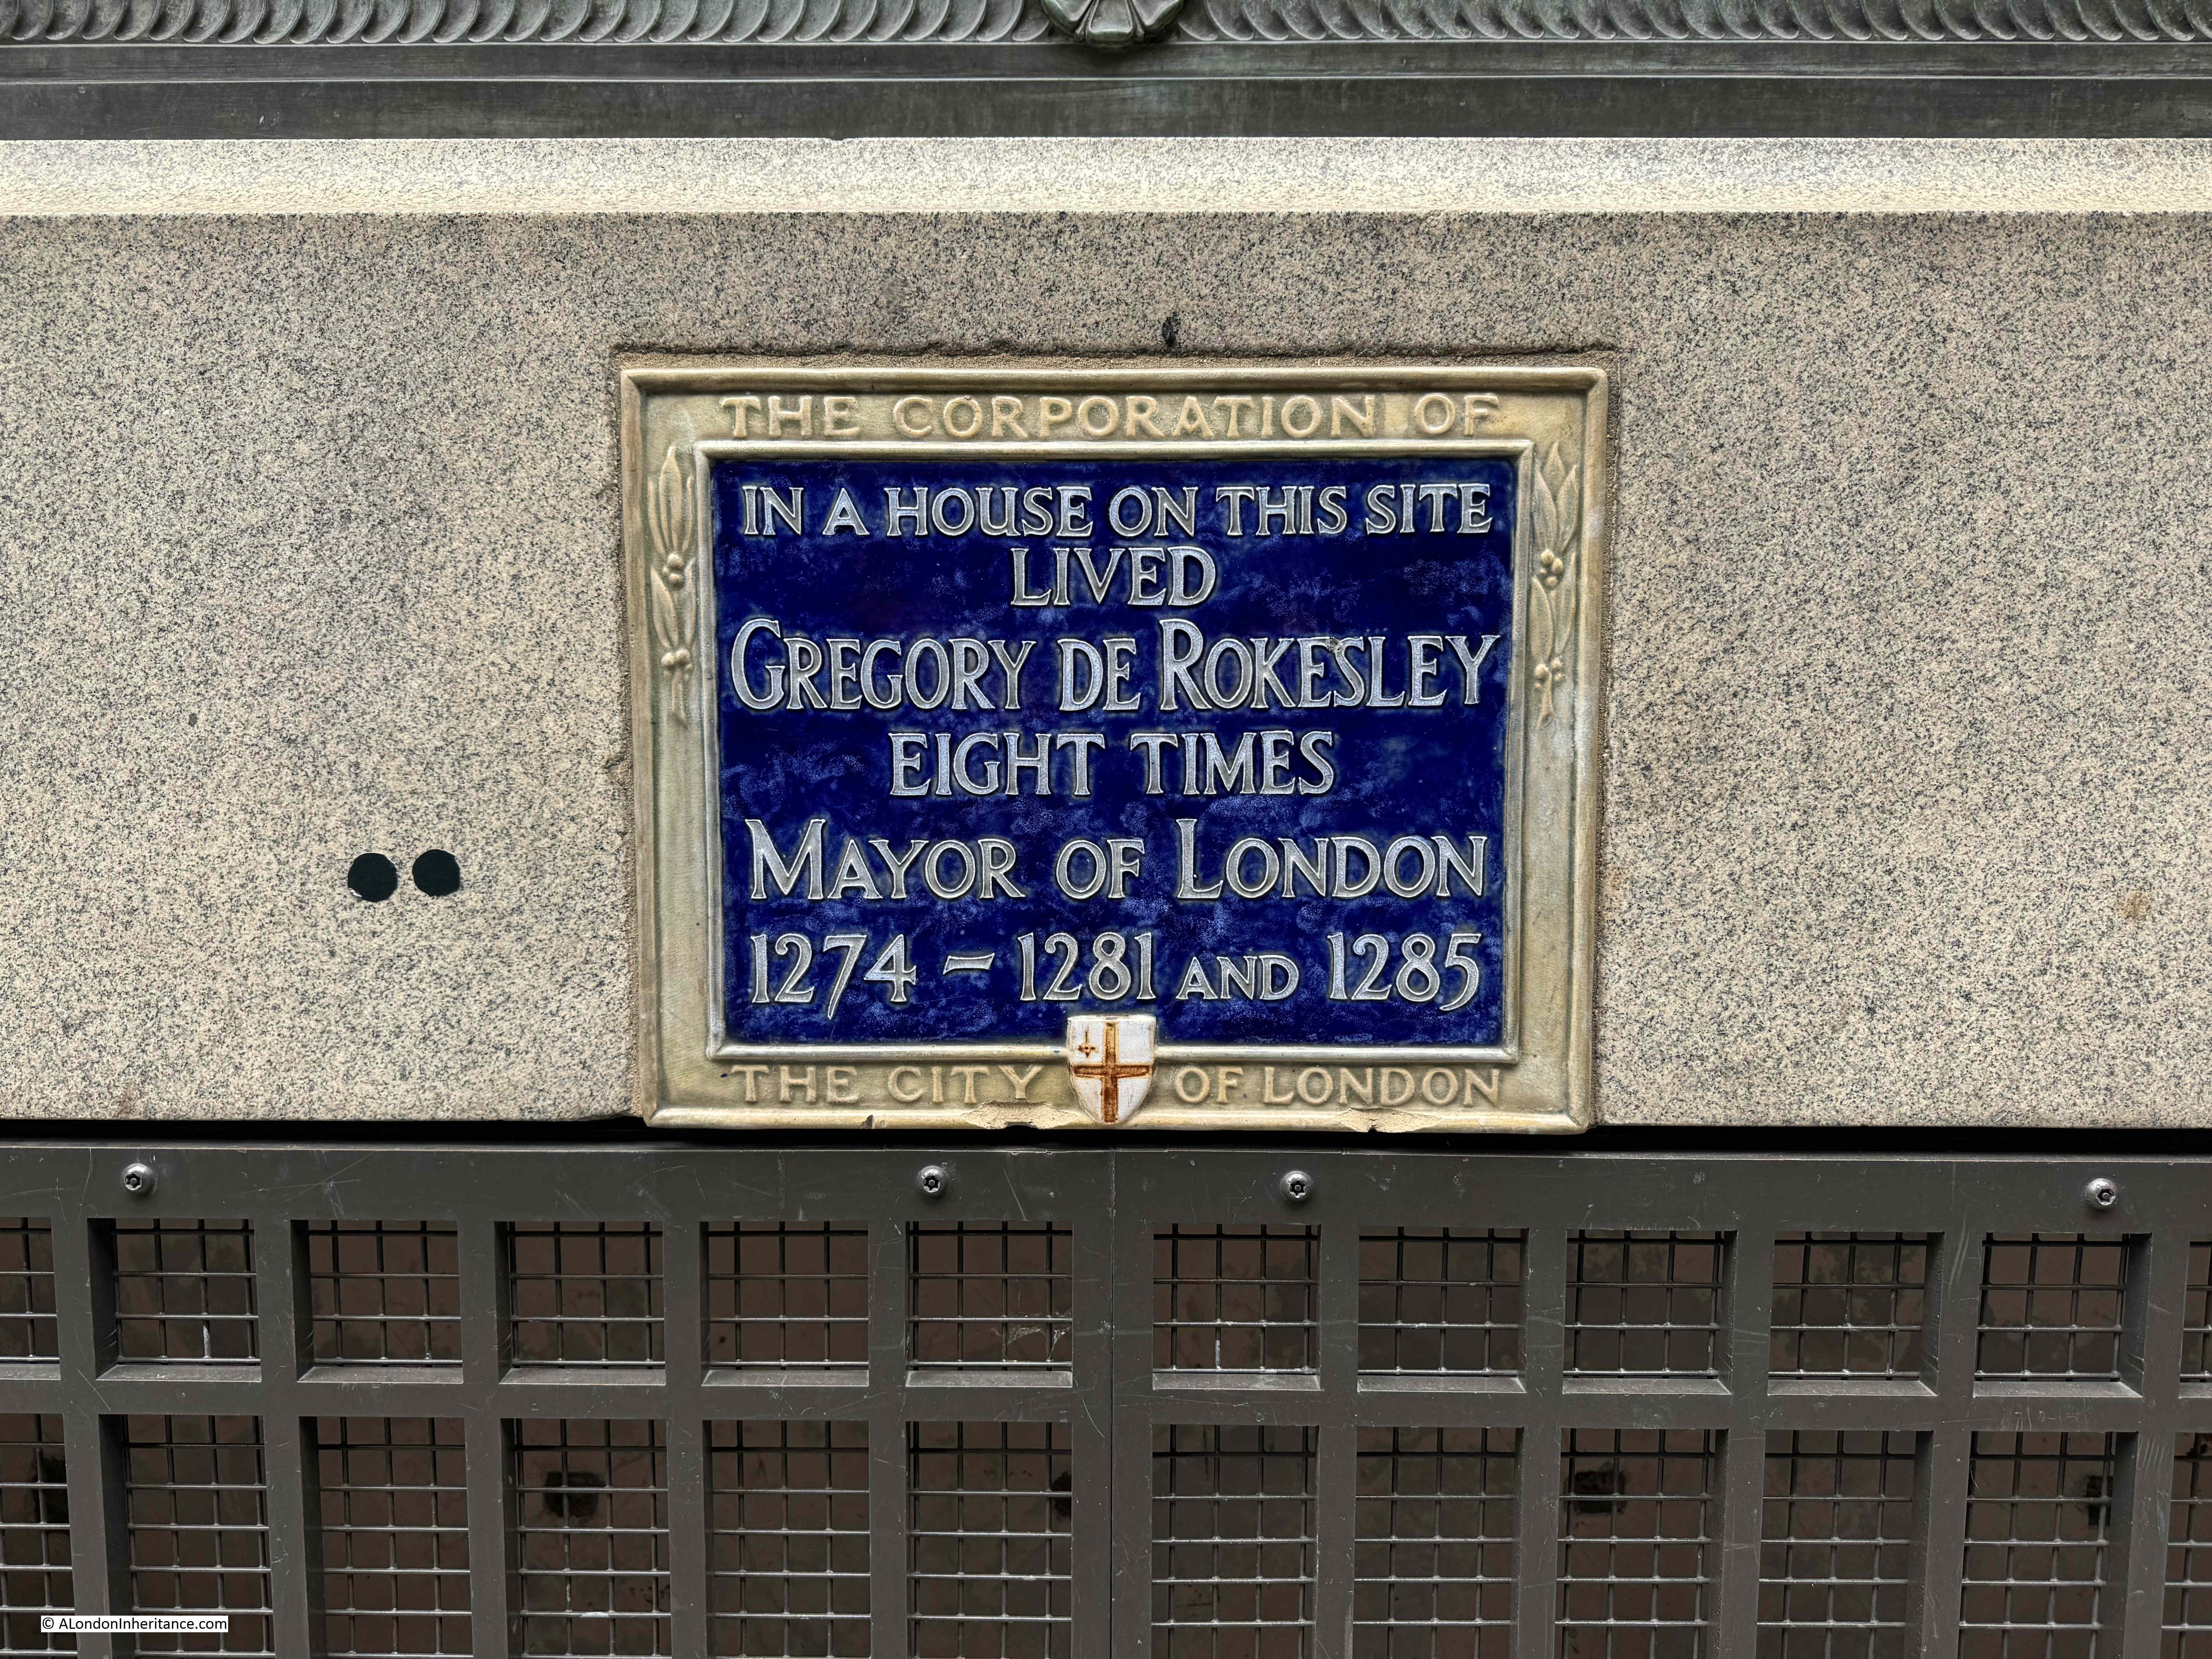 THE CORPORATION OF
IN A HOUSE ON THIS SITE
LIVED
GREGORY DE ROKESLEY
EIGHT TIMES
MAYOR OF LONDON
1274 – 1281 AND 1285
THE CITY OF LONDON
© ALondonInheritance.com